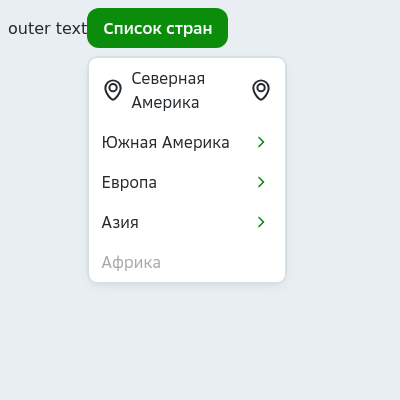 outer text Список стран
Северная
Америка
Южная Америка
Европа
Азия
Африка